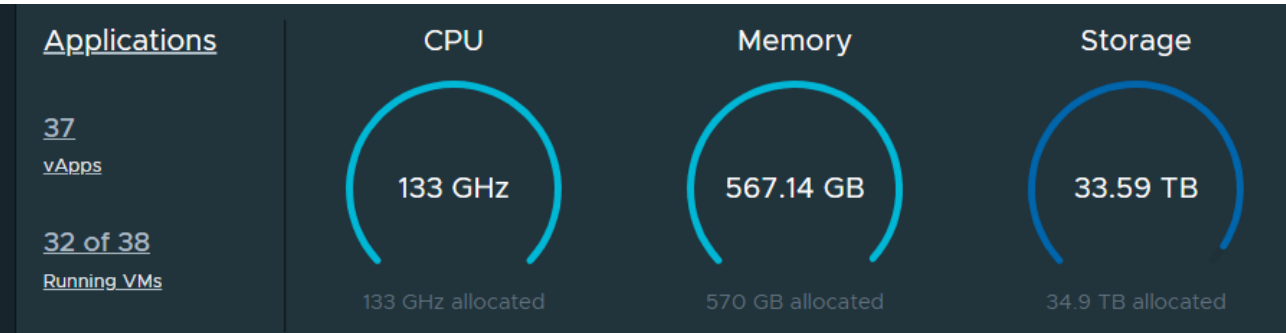 Applications
37
vApps
32 of 38
Running VMs
CPU
133 GHz
133 GHz allocated
Memory
567.14 GB
570 GB allocated
Storage
33.59 TB
34.9 TB allocated